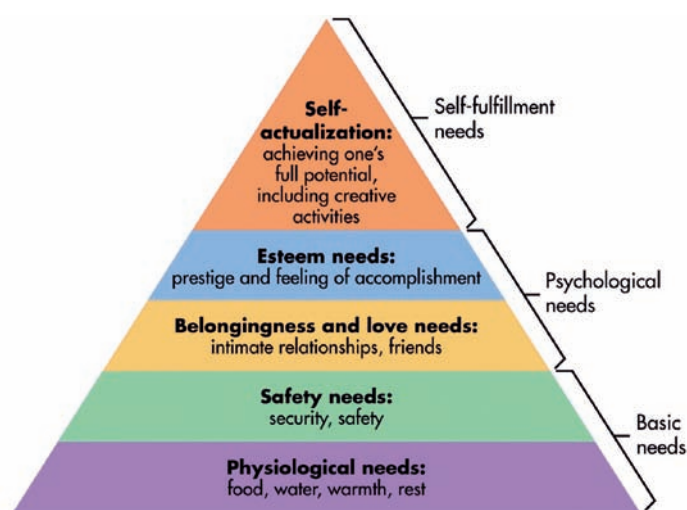 Self-
actualization:
achieving one's
full potential,
including creative
activities
Self-fulfillment
needs
Esteem needs:
prestige and feeling of accomplishment
Psychological
needs
Belongingness and love needs:
intimate relationships, friends
Safety needs:
security, safety
Basic
needs
Physiological needs:
food, water, warmth, rest